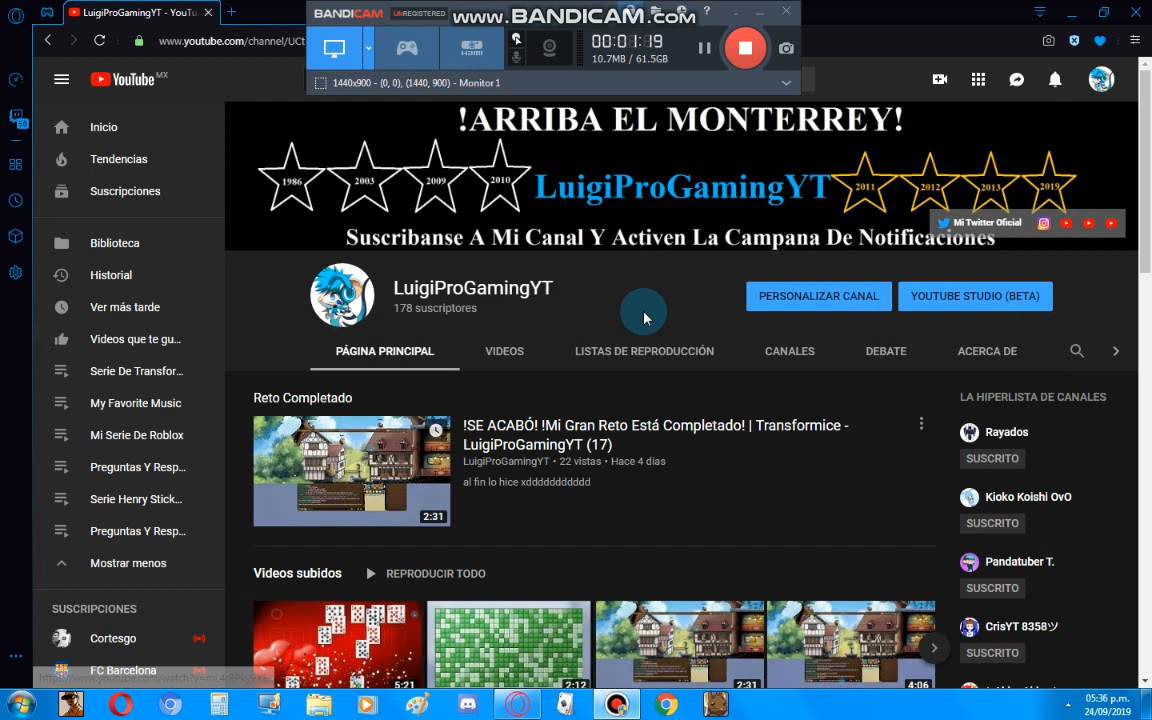 LuigiProGamingYT - YouTu
BANDICAM UNREGISTERED
www.BANDICAM.com
www.youtube.com/channel/UCt
HDMI
00:01:19
10.7MB / 61.5GB
1440x900 - (0, 0), (1440, 900) - Monitor 1
YouTube MX
Inicio
Tendencias
Suscripciones
Biblioteca
Historial
Ver más tarde
Videos que te gu...
Serie De Transfor...
My Favorite Music
Mi Serie De Roblox
Preguntas Y Resp...
Serie Henry Stick...
Preguntas Y Resp...
Mostrar menos
SUSCRIPCIONES
Cortesgo
FC Barcelona
!ARRIBA EL MONTERREY!
1986
2003
2009
2010
LuigiProGamingYT
2011
2012
2013
2019
Mi Twitter Oficial
Suscribanse A Mi Canal Y Activen La Campana De Notificaciones
LuigiProGamingYT
178 suscriptores
PERSONALIZAR CANAL
YOUTUBE STUDIO (BETA)
PÁGINA PRINCIPAL
VIDEOS
LISTAS DE REPRODUCCIÓN
CANALES
DEBATE
ACERCA DE
Reto Completado
2:31
!SE ACABÓ! !Mi Gran Reto Está Completado! | Transformice -
LuigiProGamingYT (17)
LuigiProGamingYT • 22 vistas • Hace 4 días
al fin lo hice xddddddddddd
Videos subidos
REPRODUCIR TODO
5:21
2:12
2:31
4:06
LA HIPERLISTA DE CANALES
Rayados
SUSCRITO
Kioko Koishi OvO
SUSCRITO
Pandatuber T.
SUSCRITO
CrisYT 8358ツ
SUSCRITO
05:36 p.m.
24/09/2019